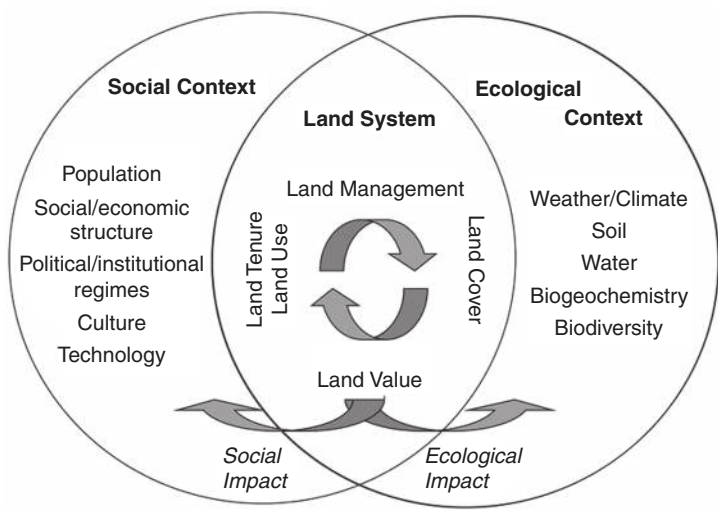 Social Context
Population
Social/economic
structure
Political/institutional
regimes
Culture
Technology
Land System
Land Management
Land Tenure
Land Use
Land Cover
Land Value
Ecological
Context
Weather/Climate
Soil
Water
Biogeochemistry
Biodiversity
Social
Impact
Ecological
Impact